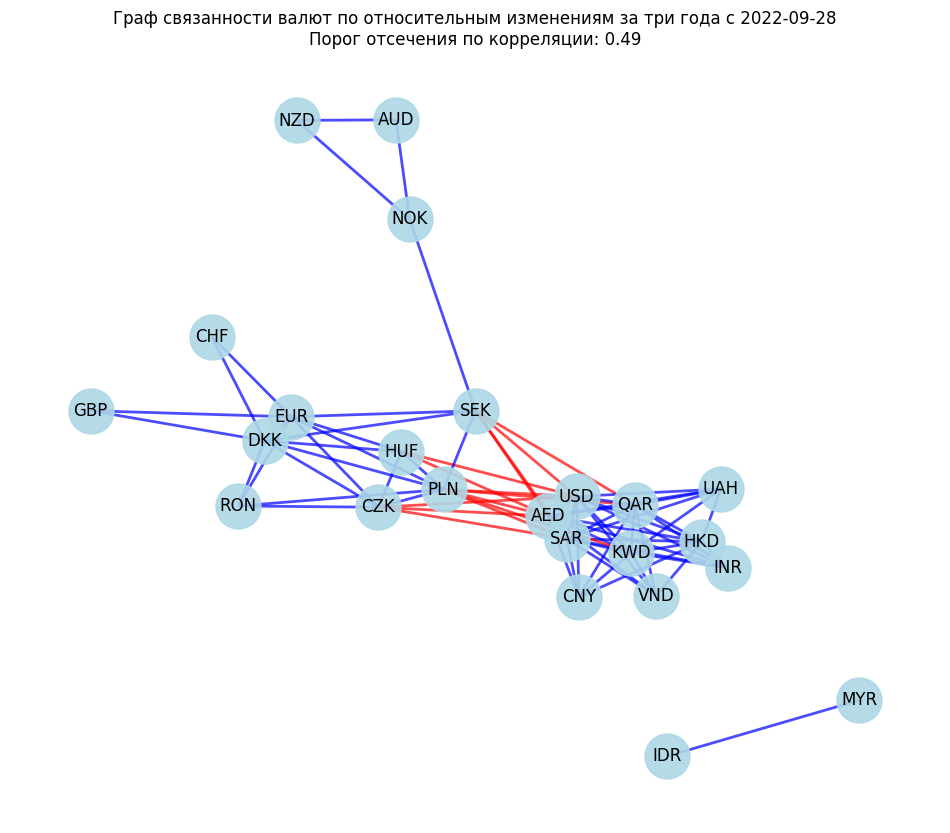 Граф связанности валют по относительным изменениям за три года с 2022-09-28
Порог отсечения по корреляции: 0.49
NZD
AUD
NOK
CHF
GBP
EUR
SEK
DKK
HUF
PLN
UAH
USD
RON
CZK
QAR
AED
SAR
HKD
KWD
INR
CNY
VND
MYR
IDR